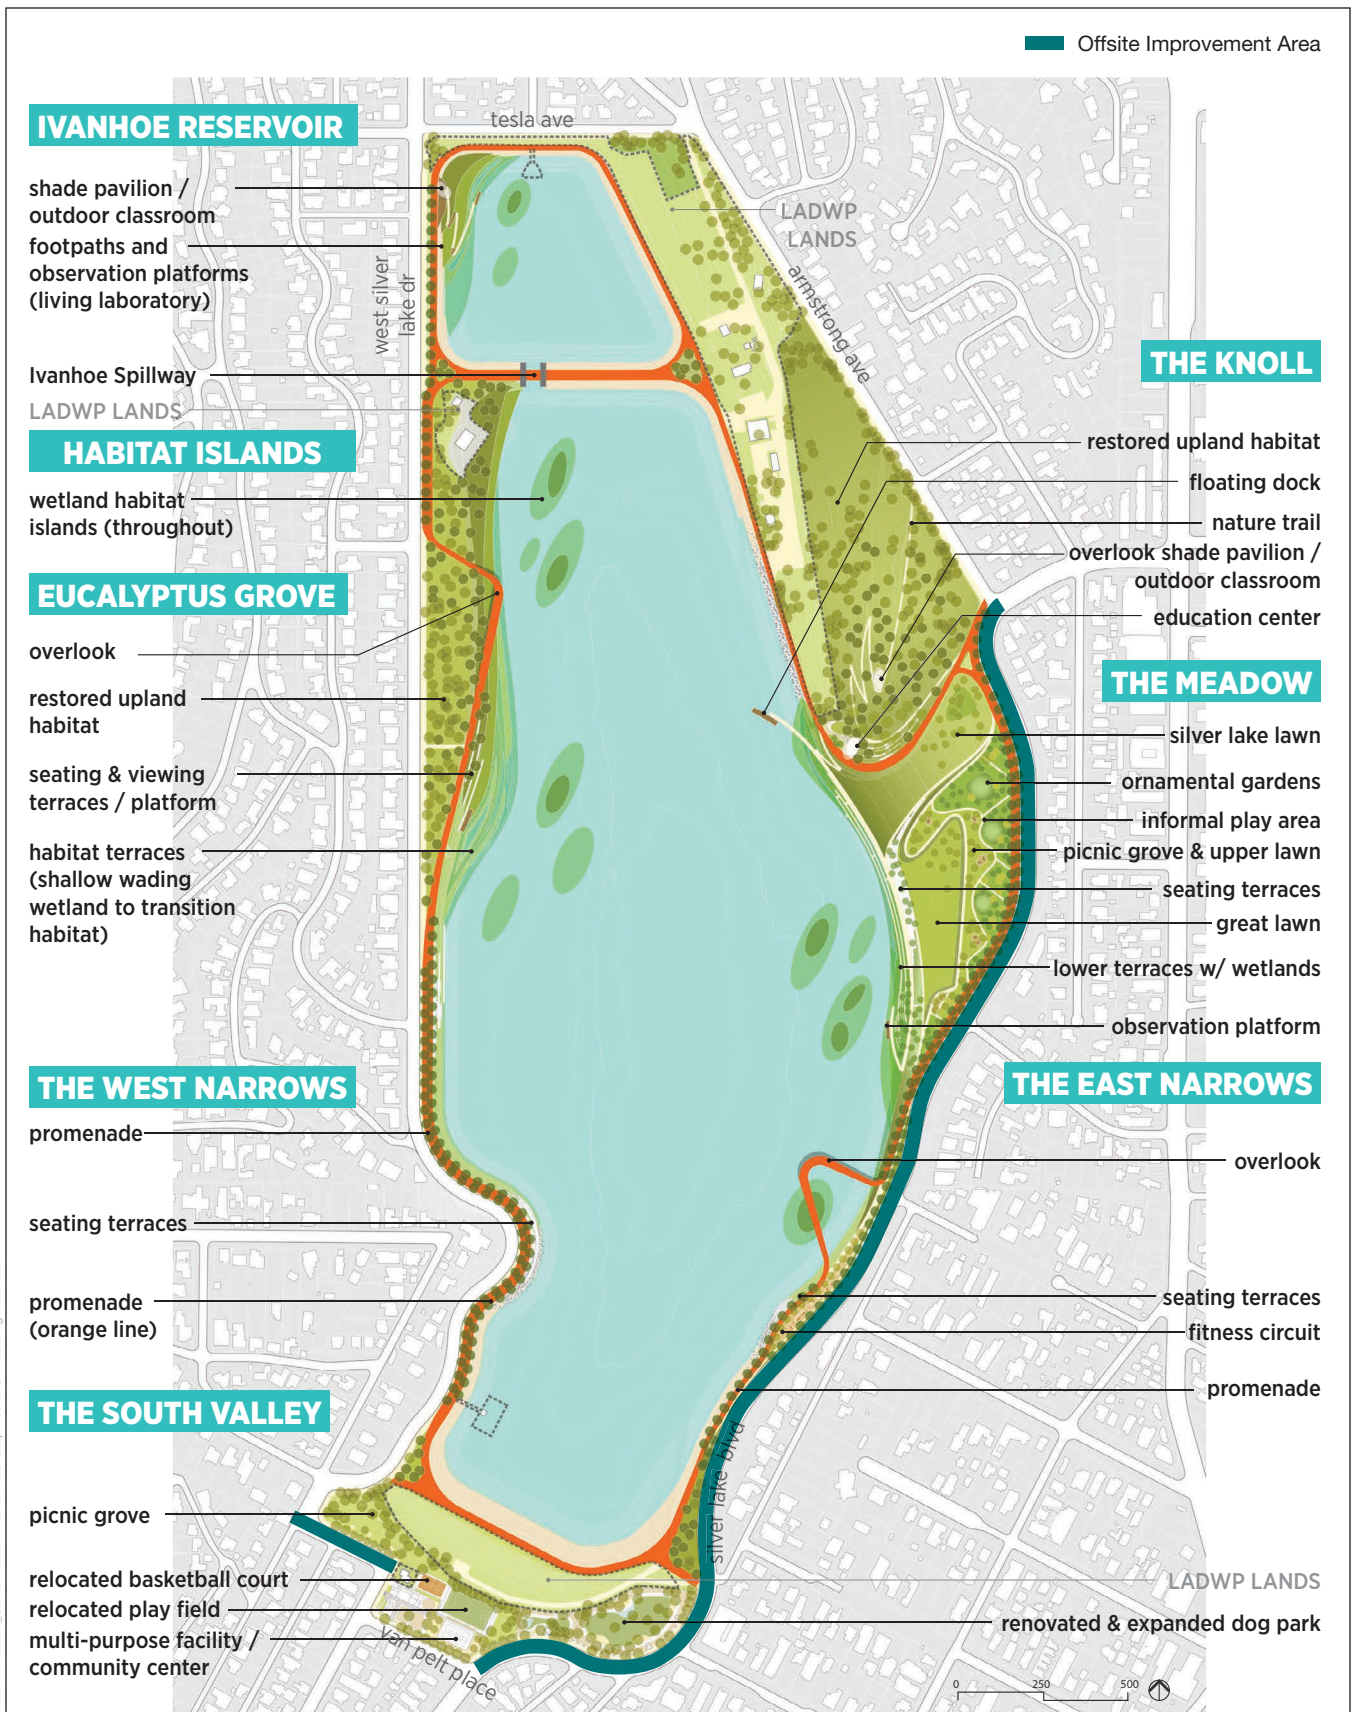 Offsite Improvement Area
tesla ave
IVANHOE RESERVOIR
shade pavilion /
outdoor classroom
footpaths and
observation platforms
(living laboratory)
west silver
lake dr
LADWP
LANDS
armstrong ave
Ivanhoe Spillway
LADWP LANDS
HABITAT ISLANDS
wetland habitat
islands (throughout)
EUCALYPTUS GROVE
overlook
restored upland
habitat
seating & viewing
terraces / platform
habitat terraces
(shallow wading
wetland to transition
habitat)
THE WEST NARROWS
promenade
seating terraces
promenade
(orange line)
THE SOUTH VALLEY
picnic grove
relocated basketball court
relocated play field
multi-purpose facility /
community center
van pelt place
THE KNOLL
restored upland habitat
floating dock
nature trail
overlook shade pavilion /
outdoor classroom
education center
THE MEADOW
silver lake lawn
ornamental gardens
informal play area
picnic grove & upper lawn
seating terraces
great lawn
lower terraces w/ wetlands
observation platform
THE EAST NARROWS
overlook
seating terraces
fitness circuit
promenade
silver lake blvd
LADWP LANDS
renovated & expanded dog park
0 250 500